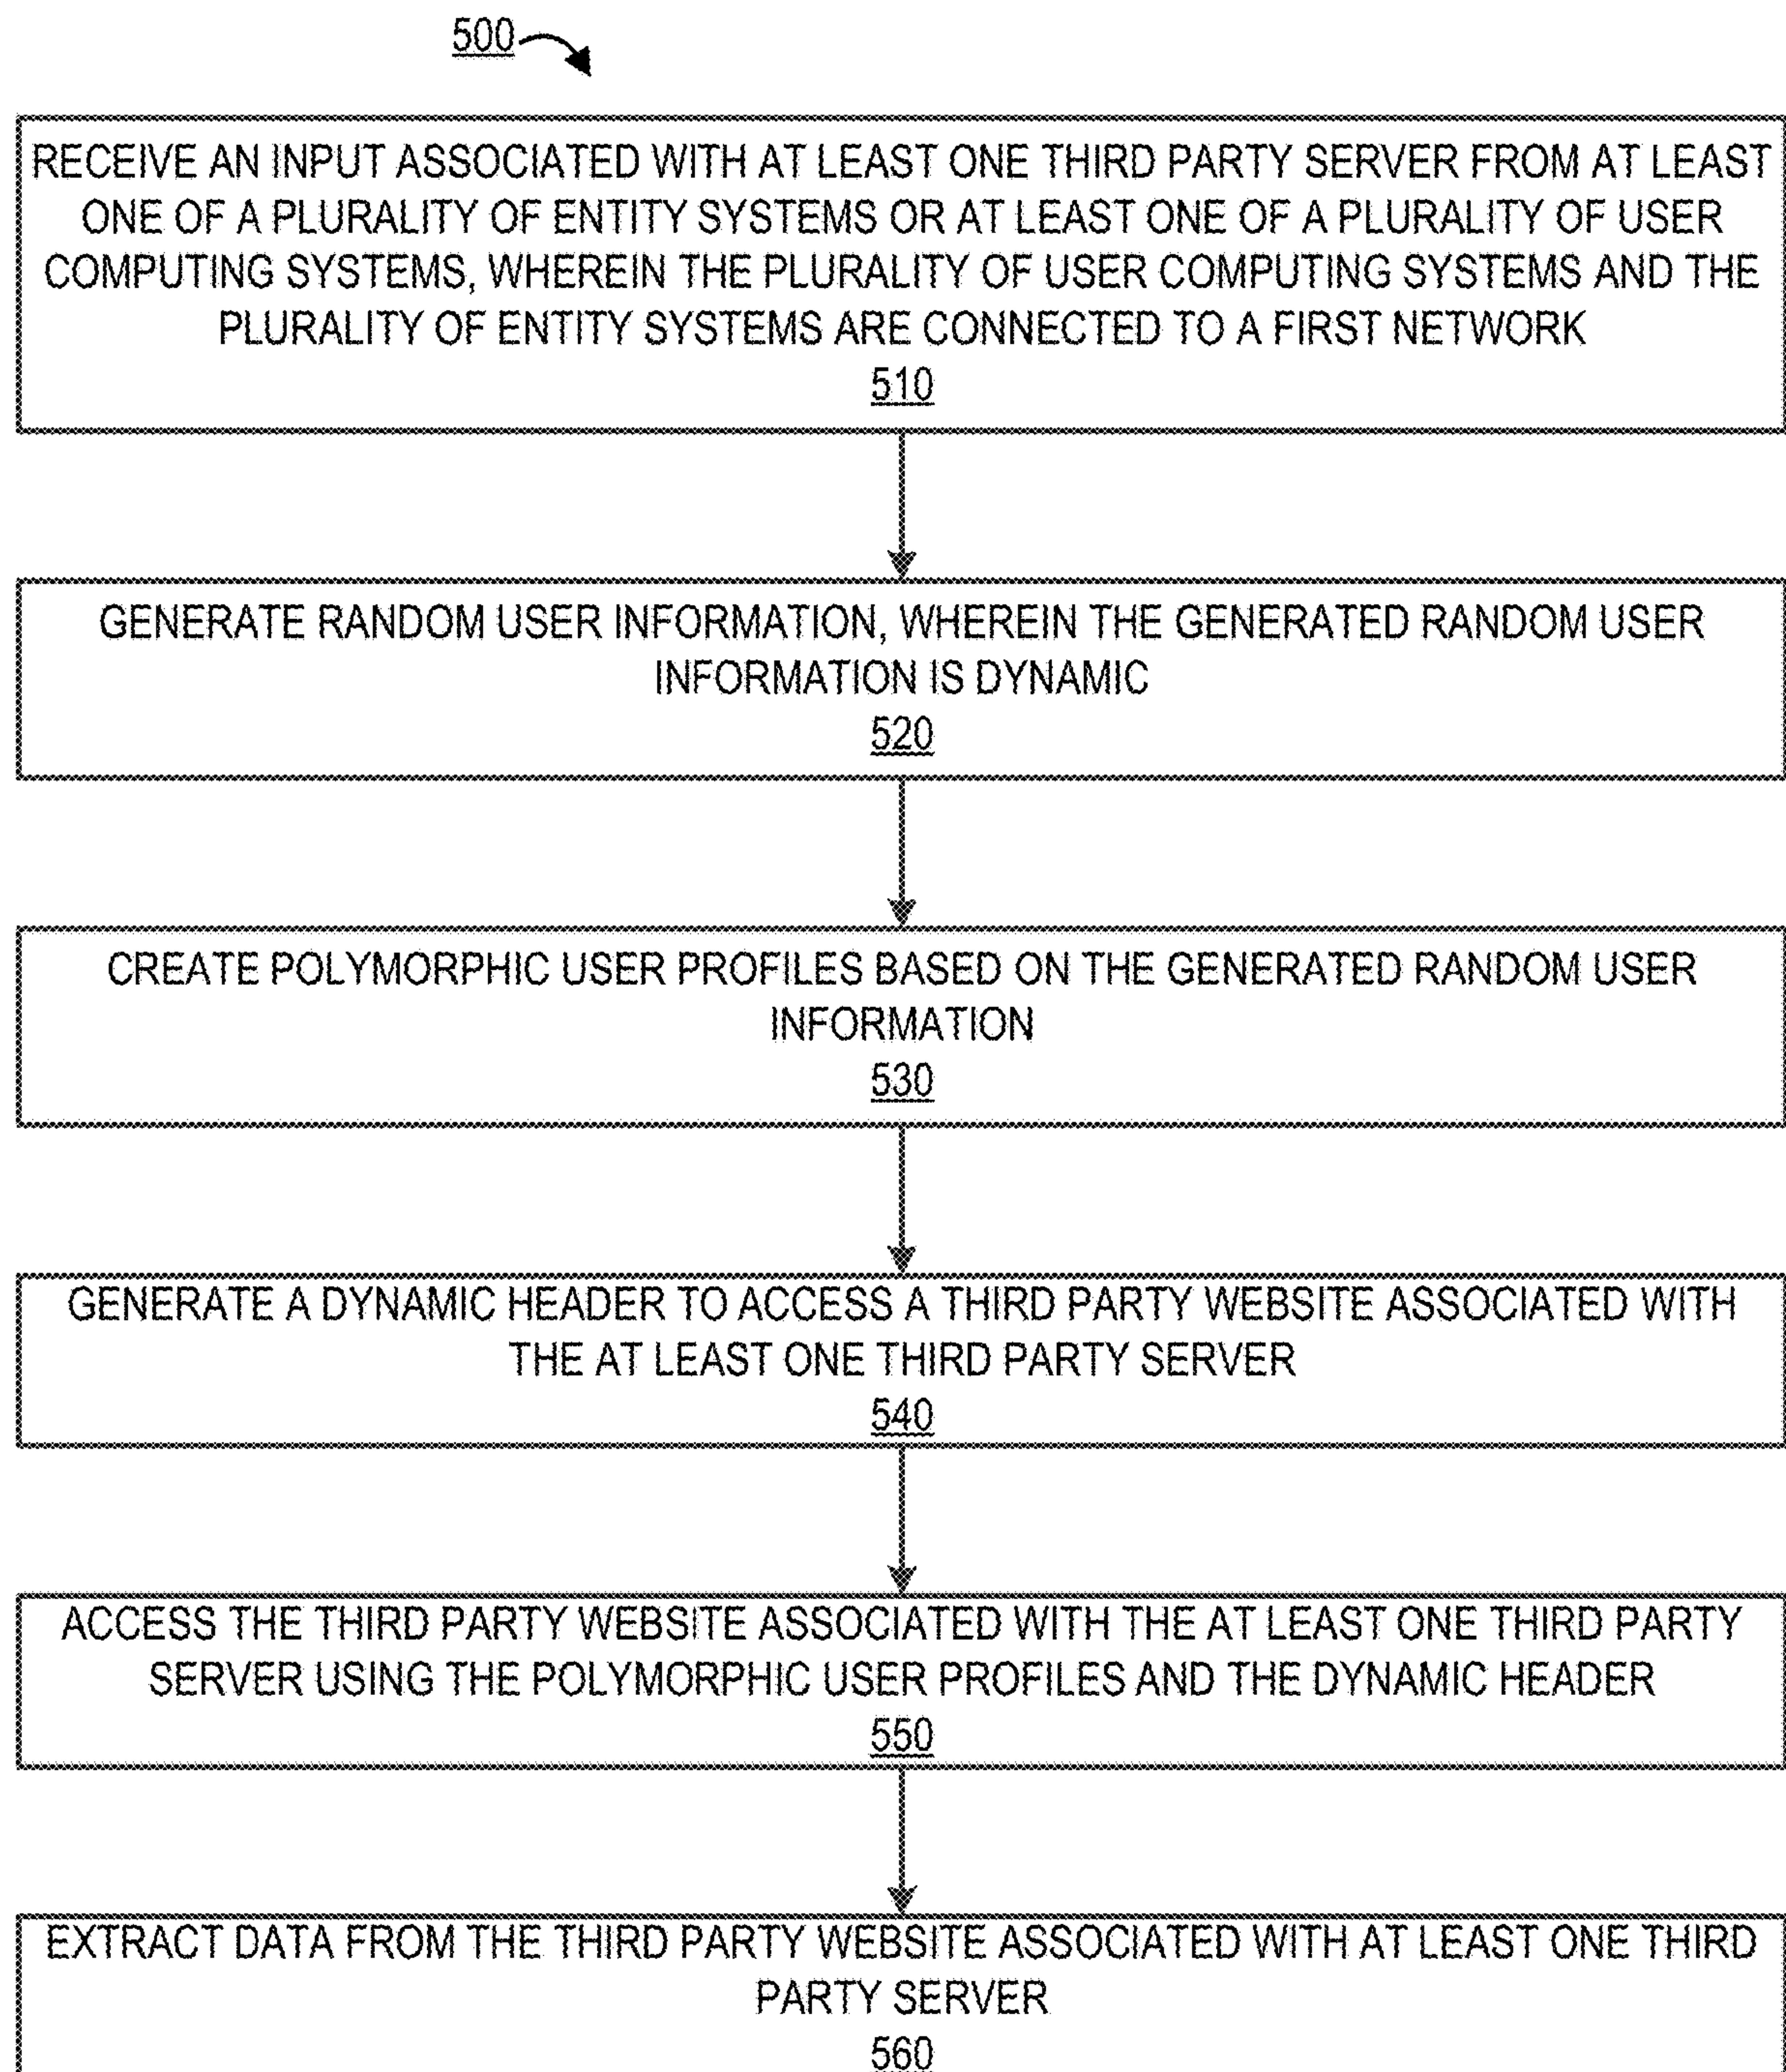 500
RECEIVE AN INPUT ASSOCIATED WITH AT LEAST ONE THIRD PARTY SERVER FROM AT LEAST
ONE OF A PLURALITY OF ENTITY SYSTEMS OR AT LEAST ONE OF A PLURALITY OF USER
COMPUTING SYSTEMS, WHEREIN THE PLURALITY OF USER COMPUTING SYSTEMS AND THE
PLURALITY OF ENTITY SYSTEMS ARE CONNECTED TO A FIRST NETWORK
510
GENERATE RANDOM USER INFORMATION, WHEREIN THE GENERATED RANDOM USER
INFORMATION IS DYNAMIC
520
CREATE POLYMORPHIC USER PROFILES BASED ON THE GENERATED RANDOM USER
INFORMATION
530
GENERATE A DYNAMIC HEADER TO ACCESS A THIRD PARTY WEBSITE ASSOCIATED WITH
THE AT LEAST ONE THIRD PARTY SERVER
540
ACCESS THE THIRD PARTY WEBSITE ASSOCIATED WITH THE AT LEAST ONE THIRD PARTY
SERVER USING THE POLYMORPHIC USER PROFILES AND THE DYNAMIC HEADER
550
EXTRACT DATA FROM THE THIRD PARTY WEBSITE ASSOCIATED WITH AT LEAST ONE THIRD
PARTY SERVER
560